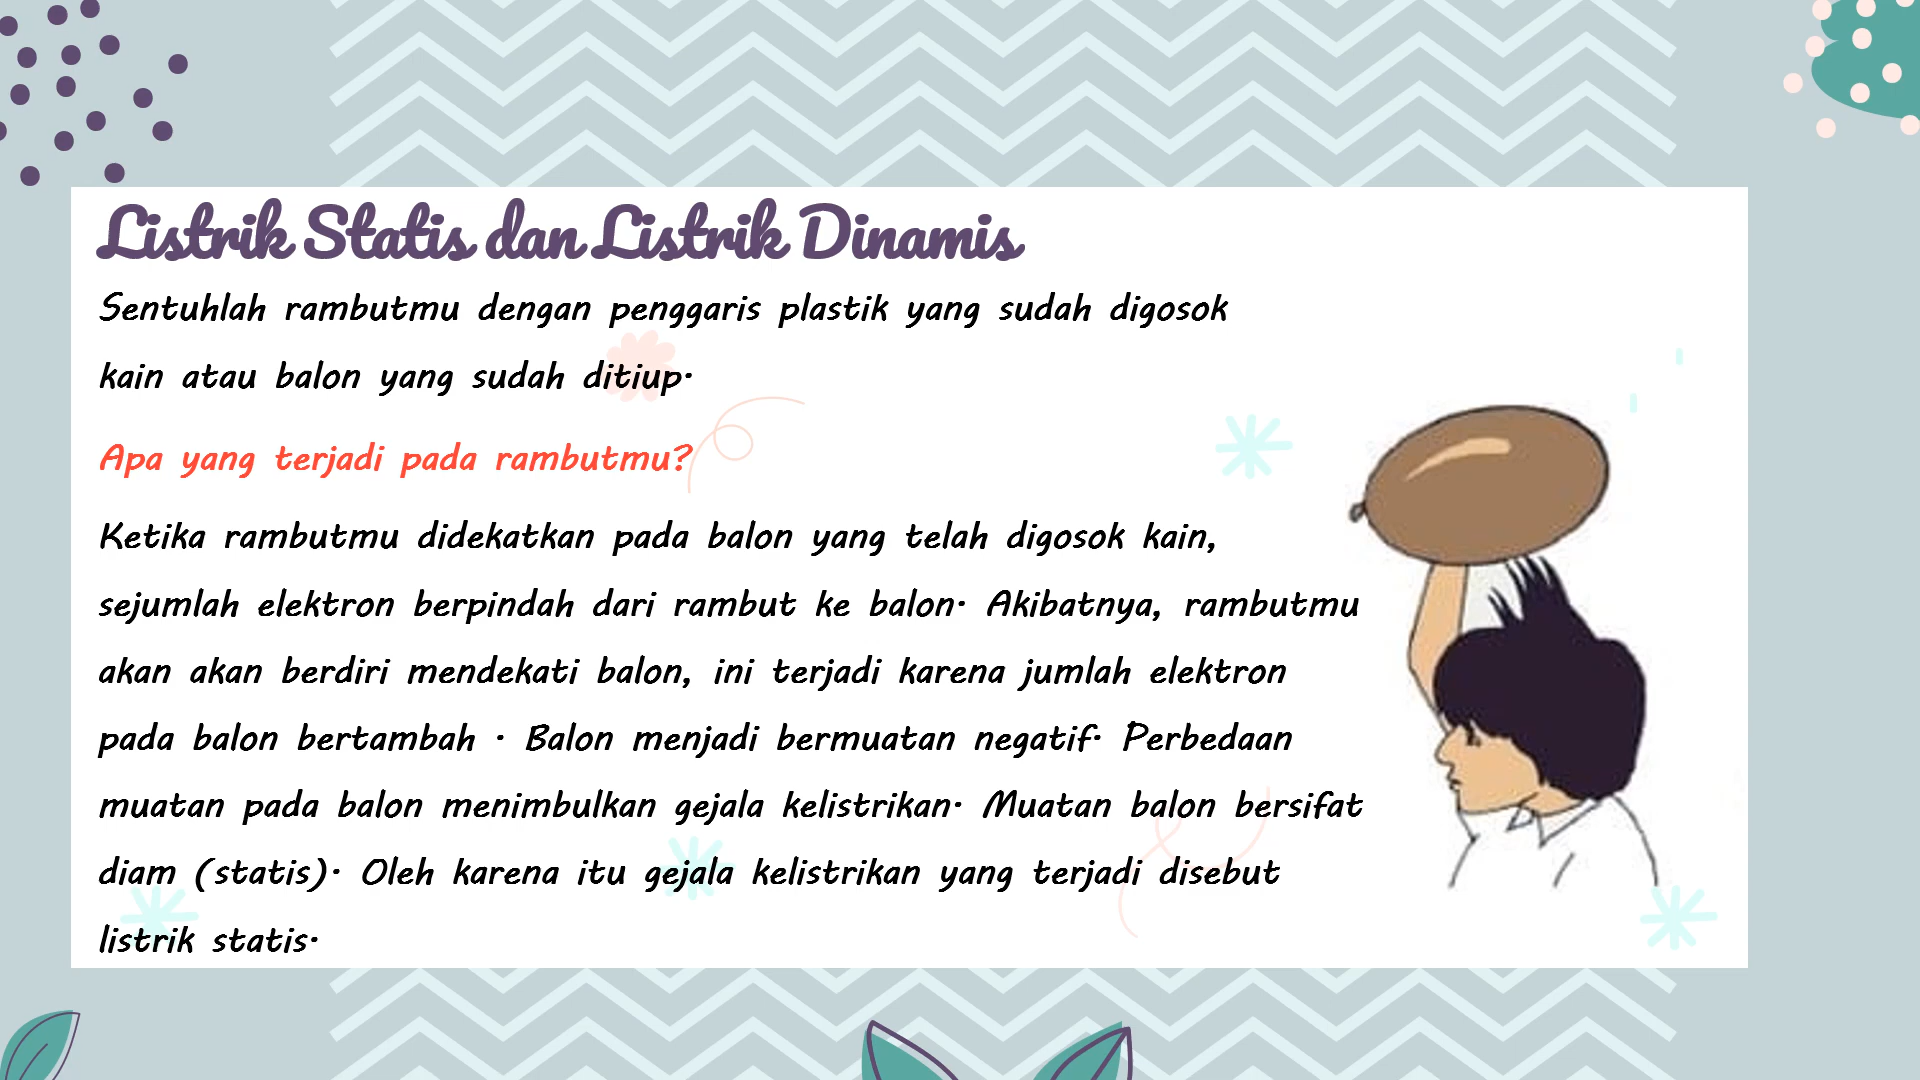 Listrik Statis dan Listrik Dinamis
Sentuhlah rambutmu dengan penggaris plastik yang sudah digosok
kain atau balon yang sudah ditiup.
Apa yang terjadi pada rambutmu?
Ketika rambutmu didekatkan pada balon yang telah digosok kain,
sejumlah elektron berpindah dari rambut ke balon. Akibatnya, rambutmu
akan akan berdiri mendekati balon, ini terjadi karena jumlah elektron
pada balon bertambah . Balon menjadi bermuatan negatif. Perbedaan
muatan pada balon menimbulkan gejala kelistrikan. Muatan balon bersifat
diam (statis). Oleh karena itu gejala kelistrikan yang terjadi disebut
listrik statis.